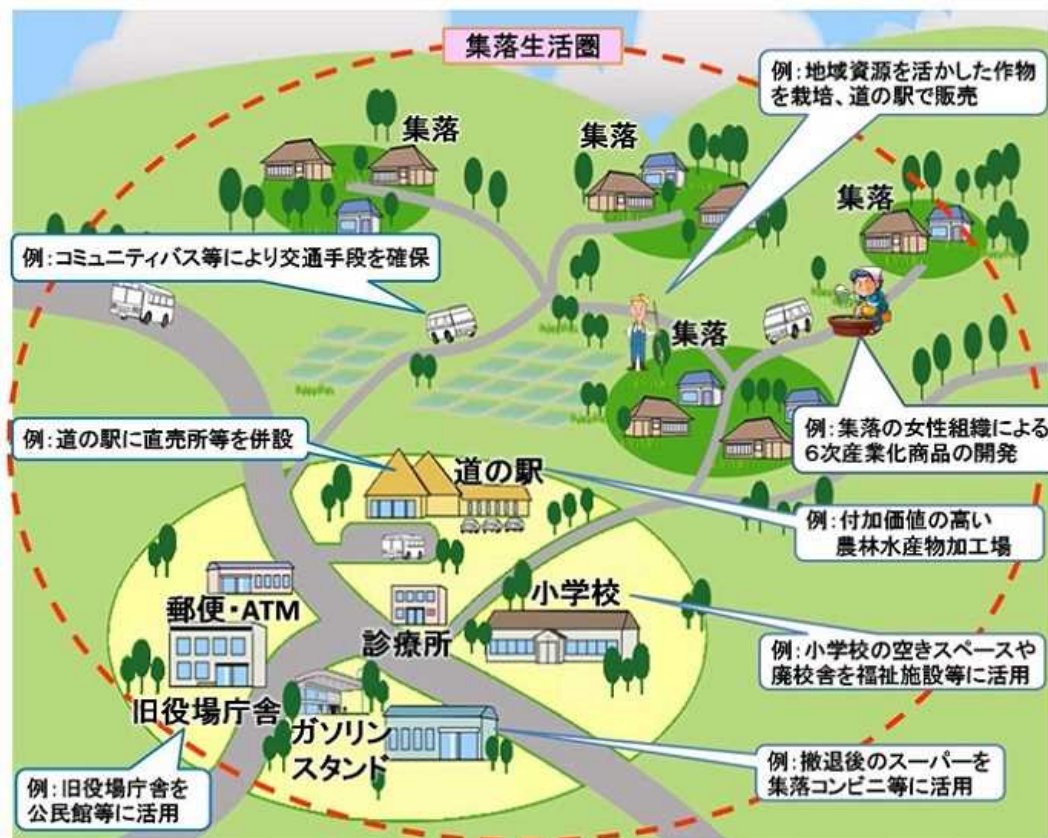 集落生活圏
例：地域資源を活かした作物
を栽培、道の駅で販売
集落
集落
集落
例：コミュニティバス等により交通手段を確保
集落
例：集落の女性組織による
６次産業化商品の開発
例：道の駅に直売所等を併設
道の駅
例：付加価値の高い
農林水産物加工場
郵便・ATM
診療所
小学校
例：小学校の空きスペースや
廃校舎を福祉施設等に活用
旧役場庁舎
ガソリン
スタンド
例：旧役場庁舎を
公民館等に活用
例：撤退後のスーパーを
集落コンビニ等に活用